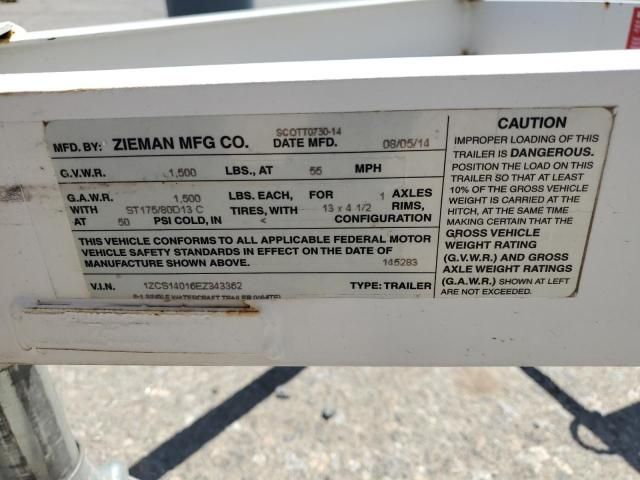 SCOTT0730-14
MFD. BY: ZIEMAN MFG CO. DATE MFD. 08/05/14
G.V.W.R. 1,500 LBS., AT 55 MPH
G.A.W.R. 1,500 LBS. EACH, FOR 1 AXLES
WITH ST175/80D13 C TIRES, WITH 13 x 4 1/2 RIMS,
AT 50 PSI COLD, IN < CONFIGURATION
THIS VEHICLE CONFORMS TO ALL APPLICABLE FEDERAL MOTOR
VEHICLE SAFETY STANDARDS IN EFFECT ON THE DATE OF
MANUFACTURE SHOWN ABOVE. 145283
V.I.N. 1ZCS14016EZ343362 TYPE: TRAILER
WATERCRAFT TRAILER
CAUTION
IMPROPER LOADING OF THIS
TRAILER IS DANGEROUS.
POSITION THE LOAD ON THIS
TRAILER SO THAT AT LEAST
10% OF THE GROSS VEHICLE
WEIGHT IS CARRIED AT THE
HITCH, AT THE SAME TIME
MAKING CERTAIN THAT THE
GROSS VEHICLE
WEIGHT RATING
(G.V.W.R.) AND GROSS
AXLE WEIGHT RATINGS
(G.A.W.R.) SHOWN AT LEFT
ARE NOT EXCEEDED.